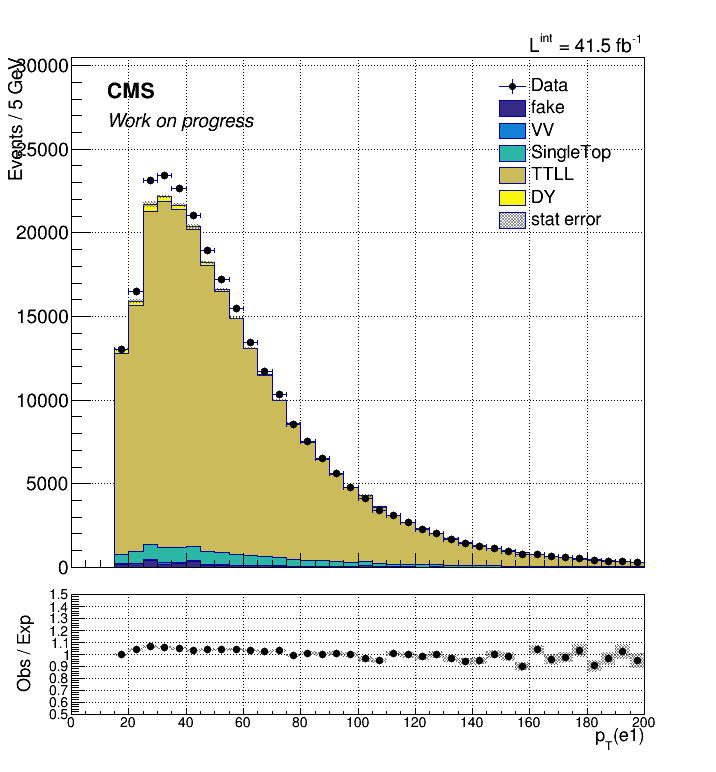 L^int = 41.5 fb^-1
Events / 5 GeV
30000
25000
20000
15000
10000
5000
0
CMS
Work on progress
Data
fake
VV
SingleTop
TTLL
DY
stat error
Obs / Exp
1.5
1.4
1.3
1.2
1.1
1
0.9
0.8
0.7
0.6
0.5
0 20 40 60 80 100 120 140 160 180 200
p_T(e1)